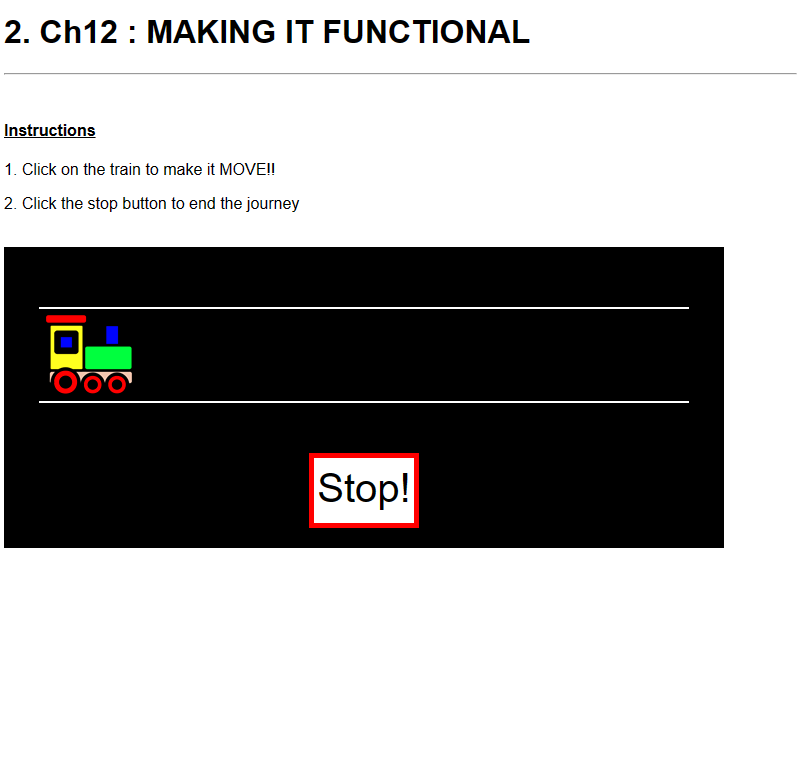 2. Ch12 : MAKING IT FUNCTIONAL
Instructions
1. Click on the train to make it MOVE!!
2. Click the stop button to end the journey
Stop!